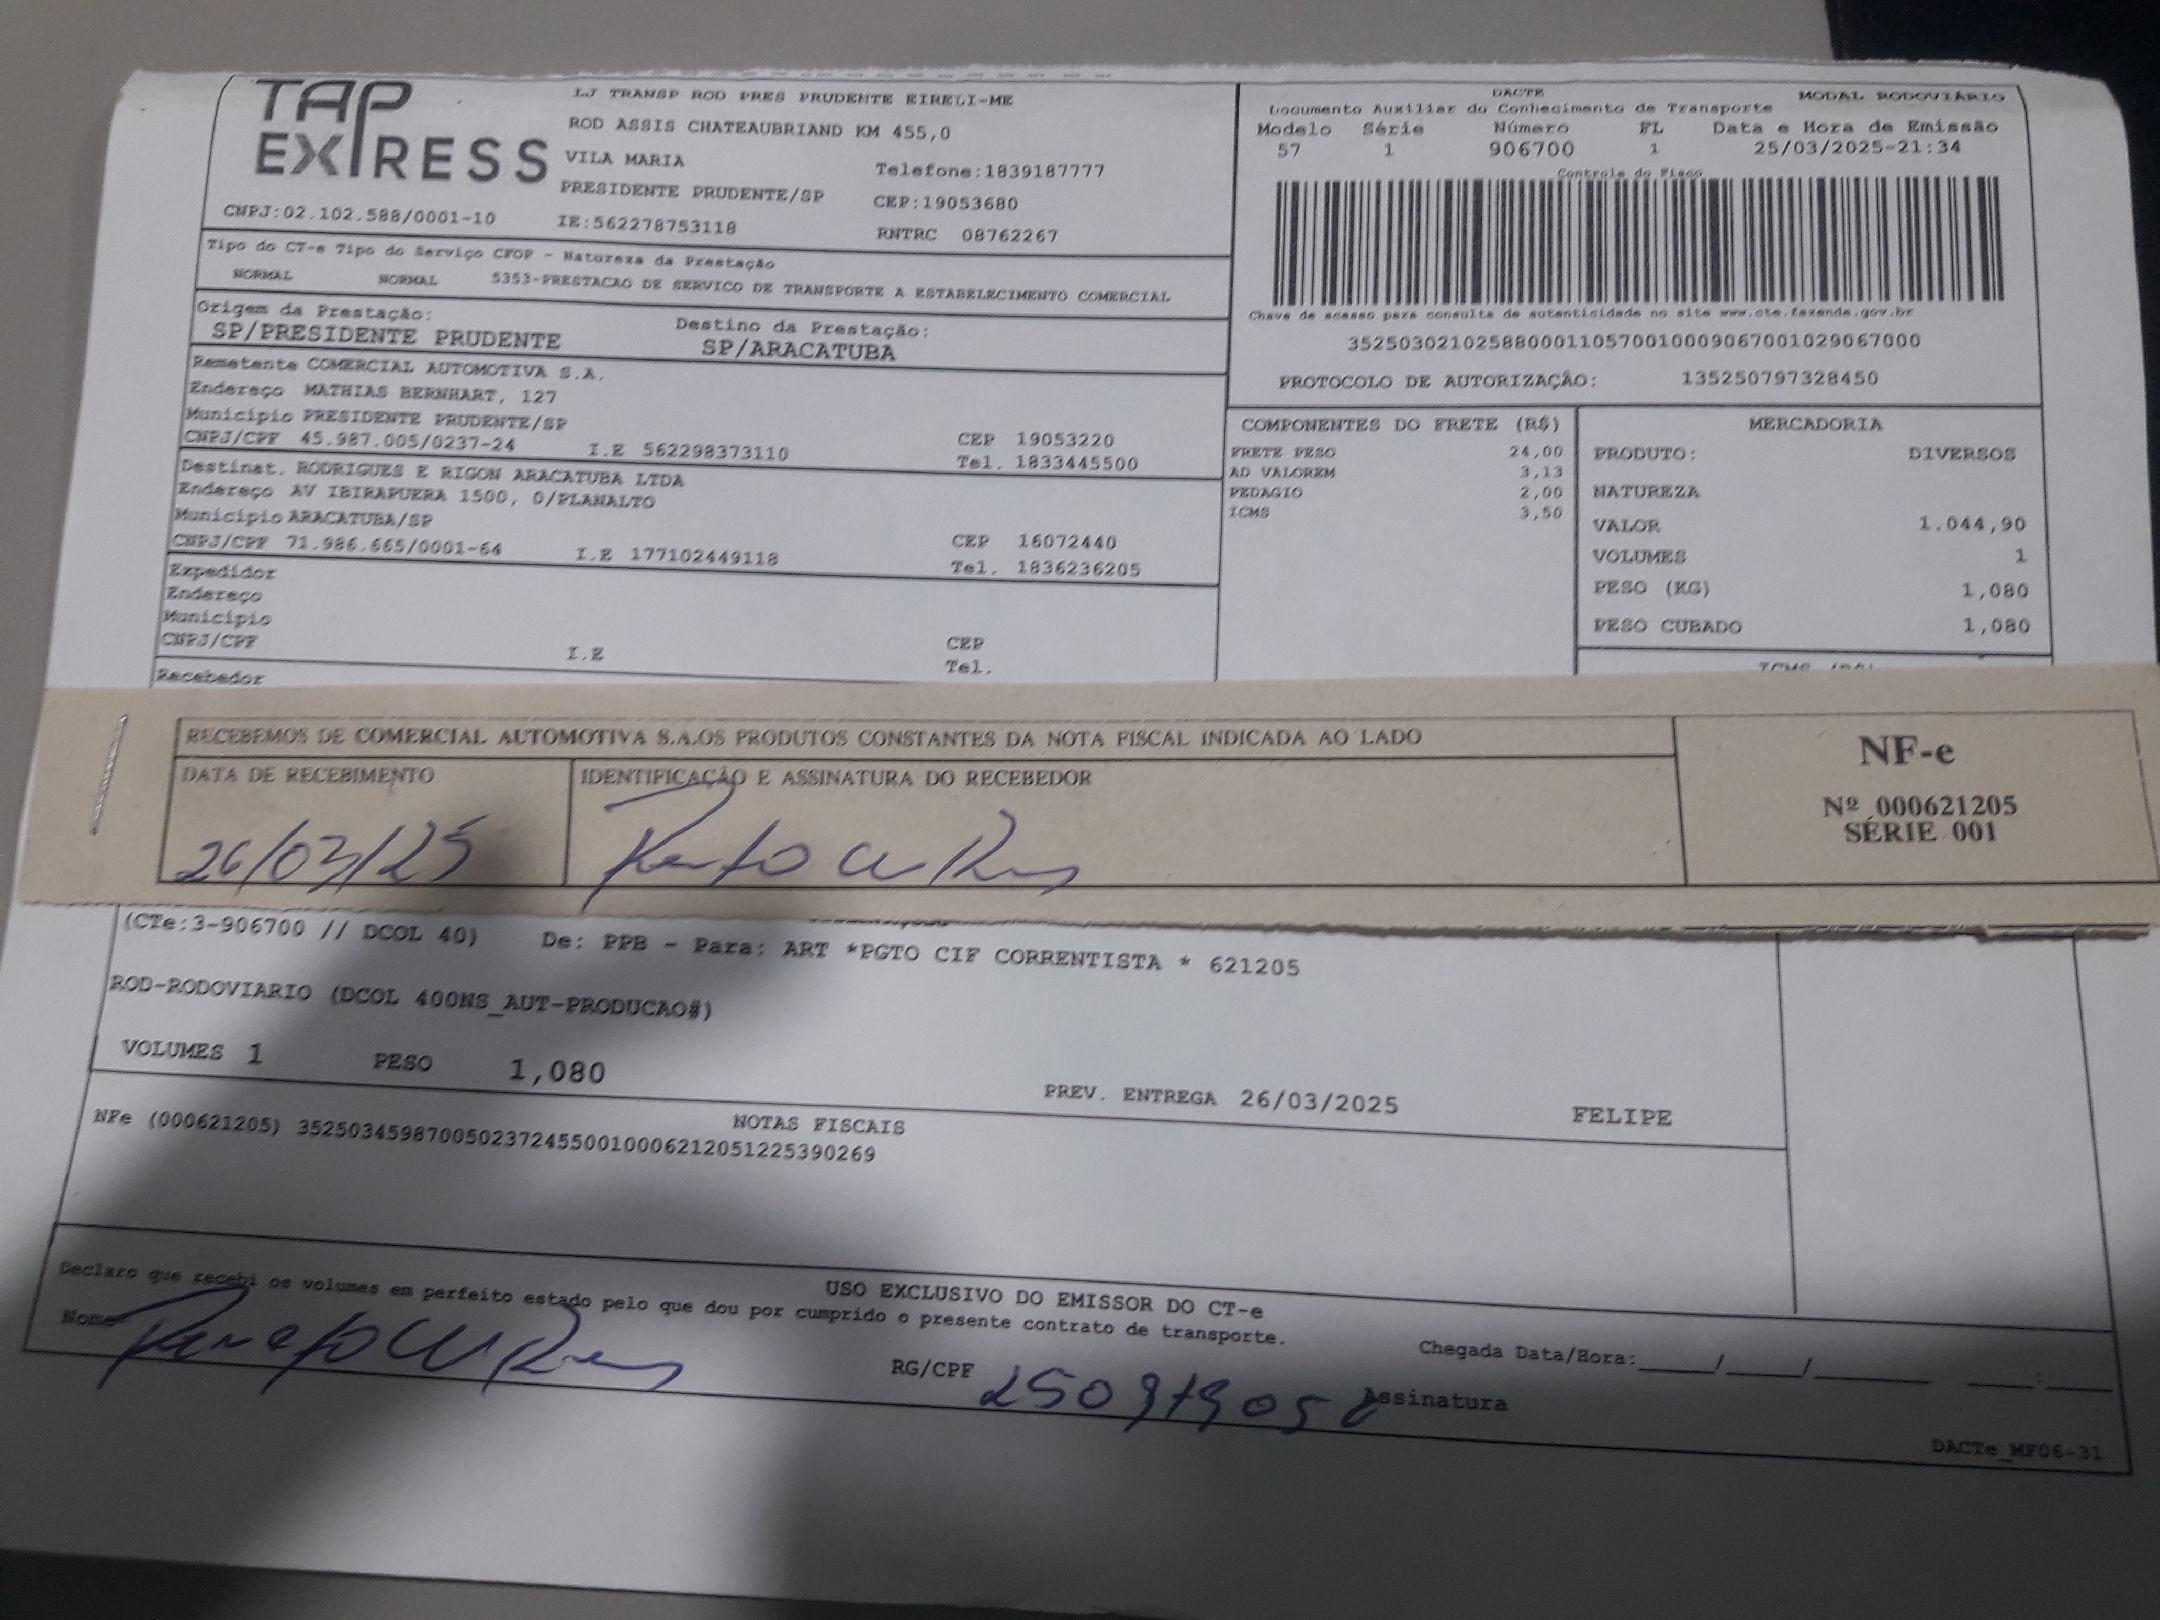 TAP EXPRESS
LJ TRANSP ROD PRES PRUDENTE EIRELI-ME
ROD ASSIS CHATEAUBRIAND KM 455,0
VILA MARIA
Telefone:1839187777
PRESIDENTE PRUDENTE/SP
CEP:19053680
CNPJ:02.102.588/0001-10
IE:562278753118
RNTRC 08762267
DACTE
MODAL RODOVIÁRIO
Documento Auxiliar do Conhecimento de Transporte
Modelo Série Número FL Data e Hora de Emissão
57 1 906700 1 25/03/2025-21:34
Controle do Fisco
Chave de acesso para consulta de autenticidade no site www.cte.fazenda.gov.br
35250302102588000110570010009067001029067000
PROTOCOLO DE AUTORIZAÇÃO: 135250797328450
Tipo do CT-e Tipo do Serviço CFOP - Natureza da Prestação
NORMAL NORMAL 5353-PRESTACAO DE SERVICO DE TRANSPORTE A ESTABELECIMENTO COMERCIAL
Origem da Prestação: Destino da Prestação:
SP/PRESIDENTE PRUDENTE SP/ARACATUBA
Remetente COMERCIAL AUTOMOTIVA S.A.
Endereço MATHIAS BERNHART, 127
Município PRESIDENTE PRUDENTE/SP
CEP 19053220
CNPJ/CPF 45.987.005/0237-24 I.E 562298373110 Tel. 1833445500
Destinat. RODRIGUES E RIGON ARACATUBA LTDA
Endereço AV IBIRAPUERA 1500, 0/PLANALTO
Município ARACATUBA/SP
CEP 16072440
CNPJ/CPF 71.986.665/0001-64 I.E 177102449118 Tel. 1836236205
Expedidor
Endereço
Município
CEP
CNPJ/CPF I.E Tel.
Recebedor
COMPONENTES DO FRETE (R$)
FRETE PESO 24,00
AD VALOREM 3,13
PEDAGIO 2,00
ICMS 3,50
MERCADORIA
PRODUTO: DIVERSOS
NATUREZA
VALOR 1.044,90
VOLUMES 1
PESO (KG) 1,080
PESO CUBADO 1,080
ICMS (R$)
RECEBEMOS DE COMERCIAL AUTOMOTIVA S.A.OS PRODUTOS CONSTANTES DA NOTA FISCAL INDICADA AO LADO
DATA DE RECEBIMENTO IDENTIFICAÇÃO E ASSINATURA DO RECEBEDOR
26/03/25
NF-e
Nº 000621205
SÉRIE 001
(CTe:3-906700 // DCOL 40) De: PPB - Para: ART *PGTO CIF CORRENTISTA * 621205
ROD-RODOVIARIO (DCOL 400NS_AUT-PRODUCAO#)
VOLUMES 1 PESO 1,080
PREV. ENTREGA 26/03/2025 FELIPE
NOTAS FISCAIS
NFe (000621205) 35250345987005023724550010006212051225390269
USO EXCLUSIVO DO EMISSOR DO CT-e
Declaro que recebi os volumes em perfeito estado pelo que dou por cumprido o presente contrato de transporte.
Nome
RG/CPF
Chegada Data/Hora:_____/_____/_______ ____:____
Assinatura
DACTe_MF06-31